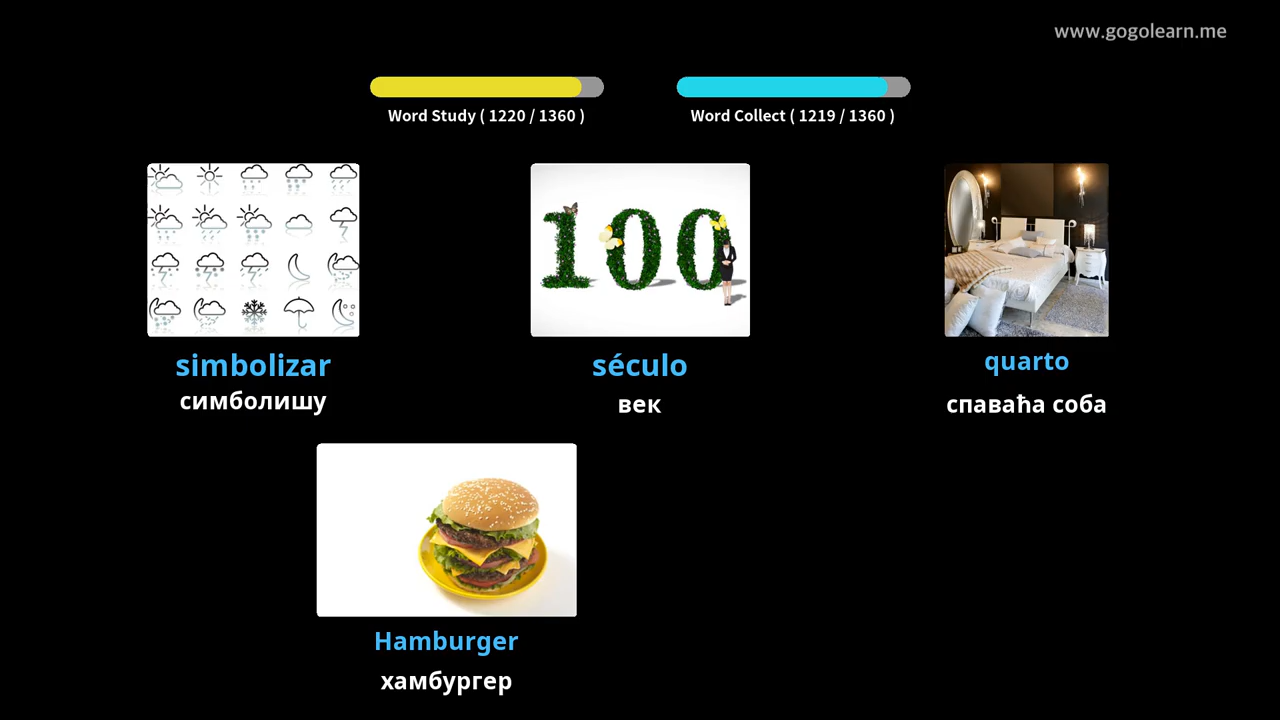 www.gogolearn.me
Word Study ( 1220 / 1360 )
Word Collect ( 1219 / 1360 )
100
simbolizar
симболишу
século
век
quarto
спаваћа соба
Hamburger
хамбургер